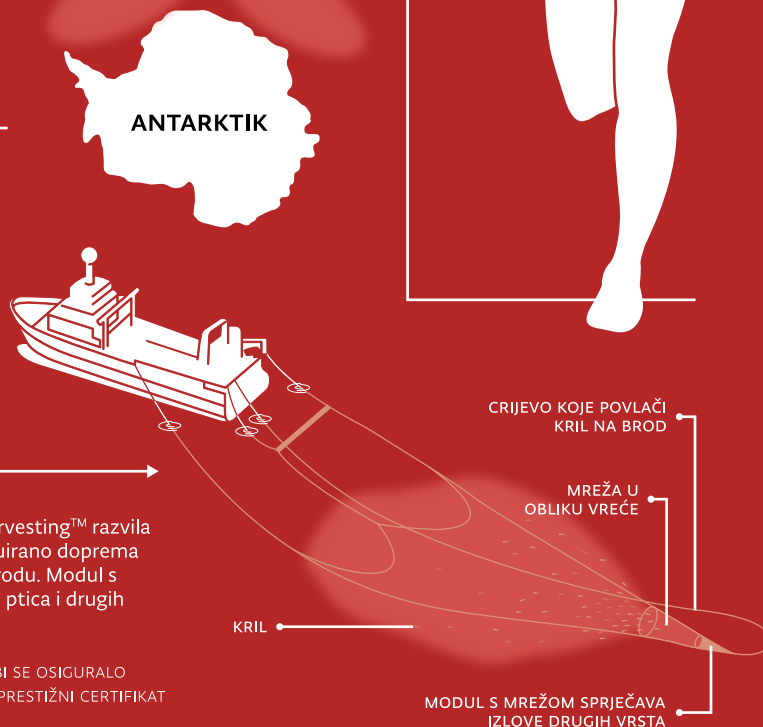 ANTARKTIK
CRIJEVO KOJE POVLAČI
KRIL NA BROD
MREŽA U
OBLIKU VREĆE
rvesting™ razvila
uirano doprema
rodu. Modul s
ptica i drugih
KRIL
BI SE OSIGURALO
PRESTIŽNI CERTIFIKAT
MODUL S MREŽOM SPRJEČAVA
IZLOVE DRUGIH VRSTA